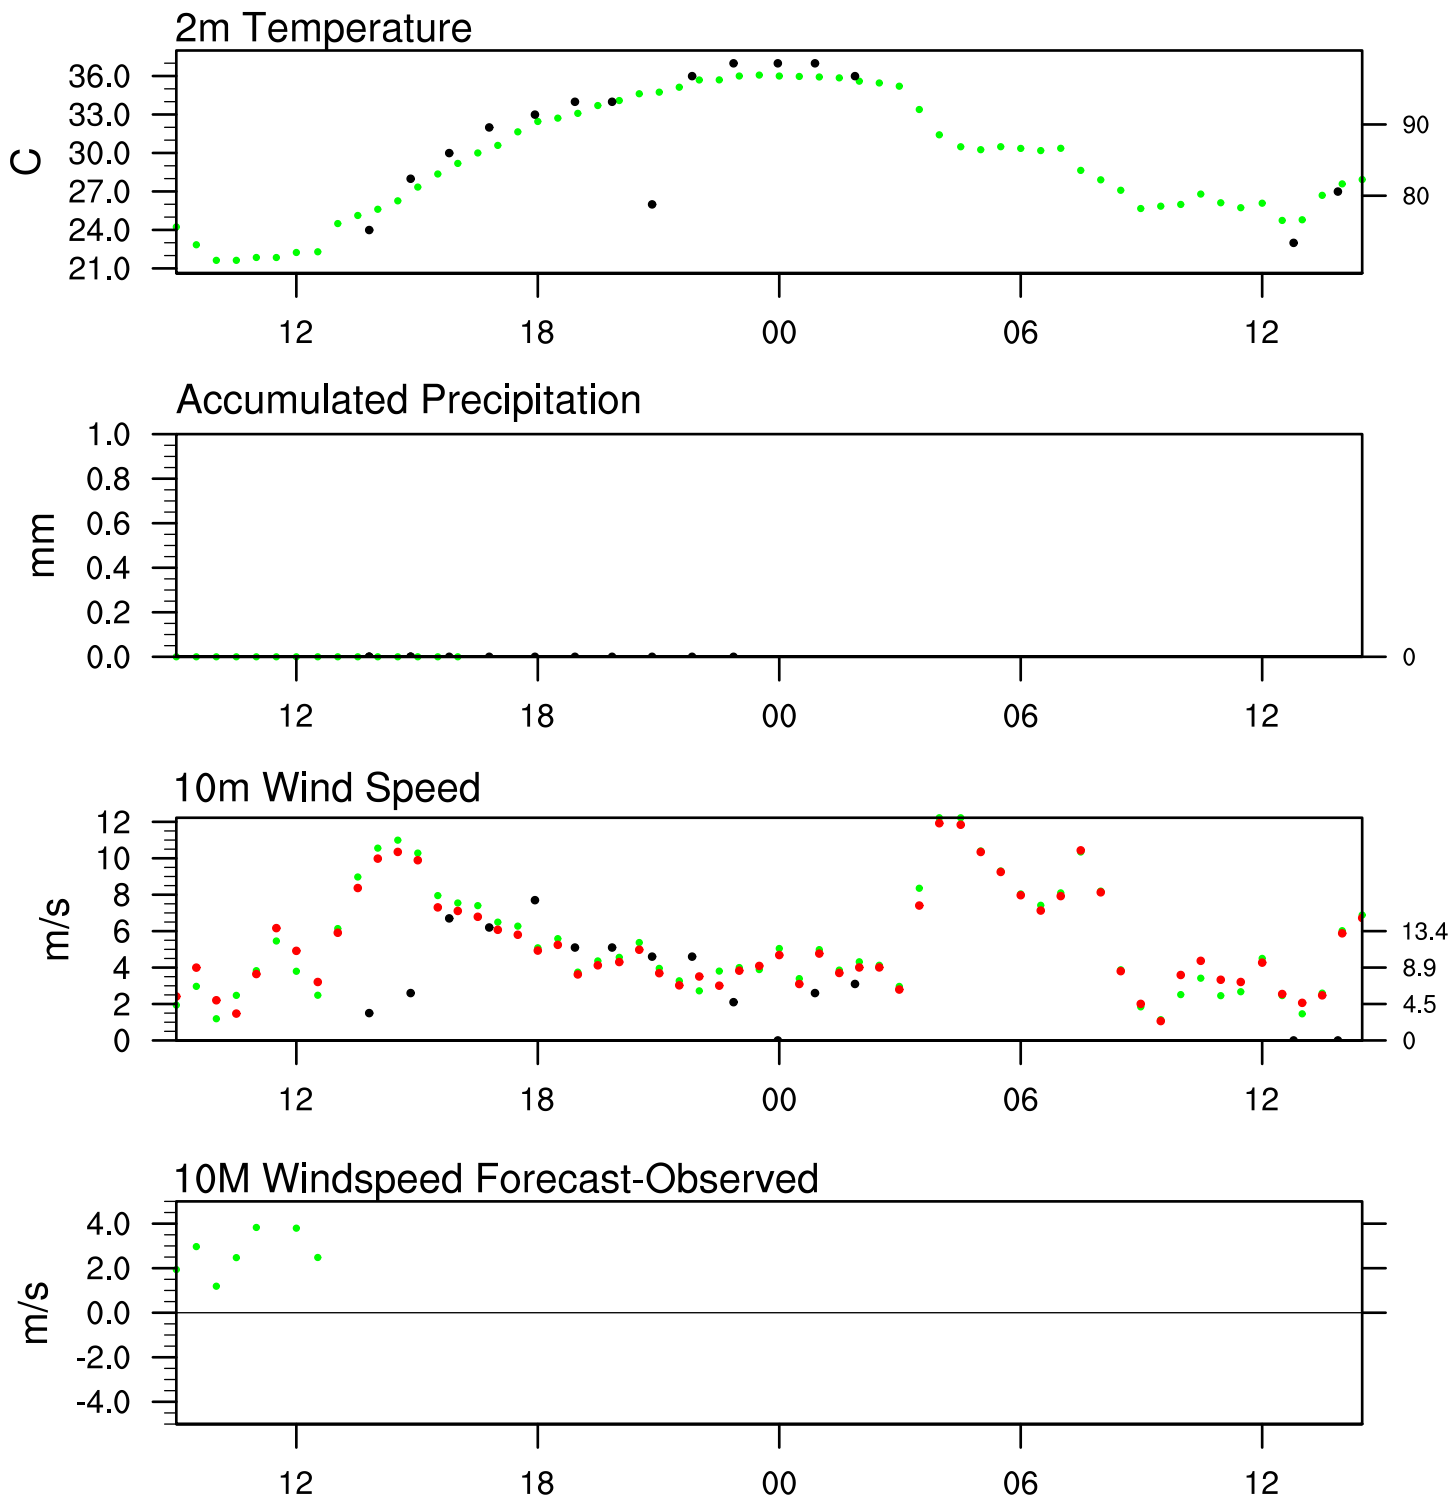 2m Temperature
36.0
33.0
30.0
27.0
24.0
21.0
C
90
80
12 18 00 06 12
Accumulated Precipitation
1.0
0.8
0.6
0.4
0.2
0.0
mm
0
12 18 00 06 12
10m Wind Speed
12
10
8
6
4
2
0
m/s
13.4
8.9
4.5
0
12 18 00 06 12
10M Windspeed Forecast-Observed
4.0
2.0
0.0
-2.0
-4.0
m/s
12 18 00 06 12